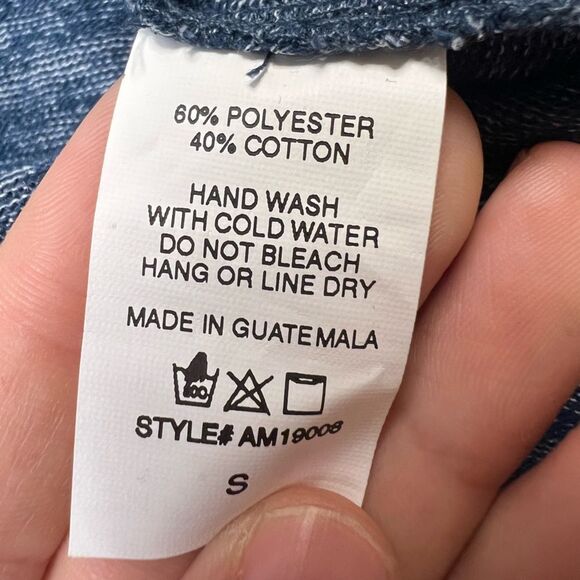 60% POLYESTER
40% COTTON
HAND WASH
WITH COLD WATER
DO NOT BLEACH
HANG OR LINE DRY
MADE IN GUATEMALA
STYLE# AM19008
S